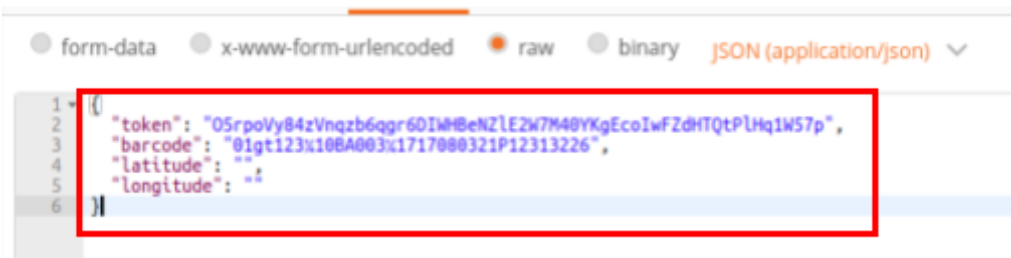 form-data x-www-form-urlencoded raw binary JSON (application/json)
1 {
2 "token": "O5rpoVy84zVnqzb6qgr6DIWHBeNZlE2W7M40YKgEcoIwFZdHTQtPlHq1W57p",
3 "barcode": "01gt123%10BA003%1717080321P12313226",
4 "latitude": "",
5 "longitude": ""
6 }